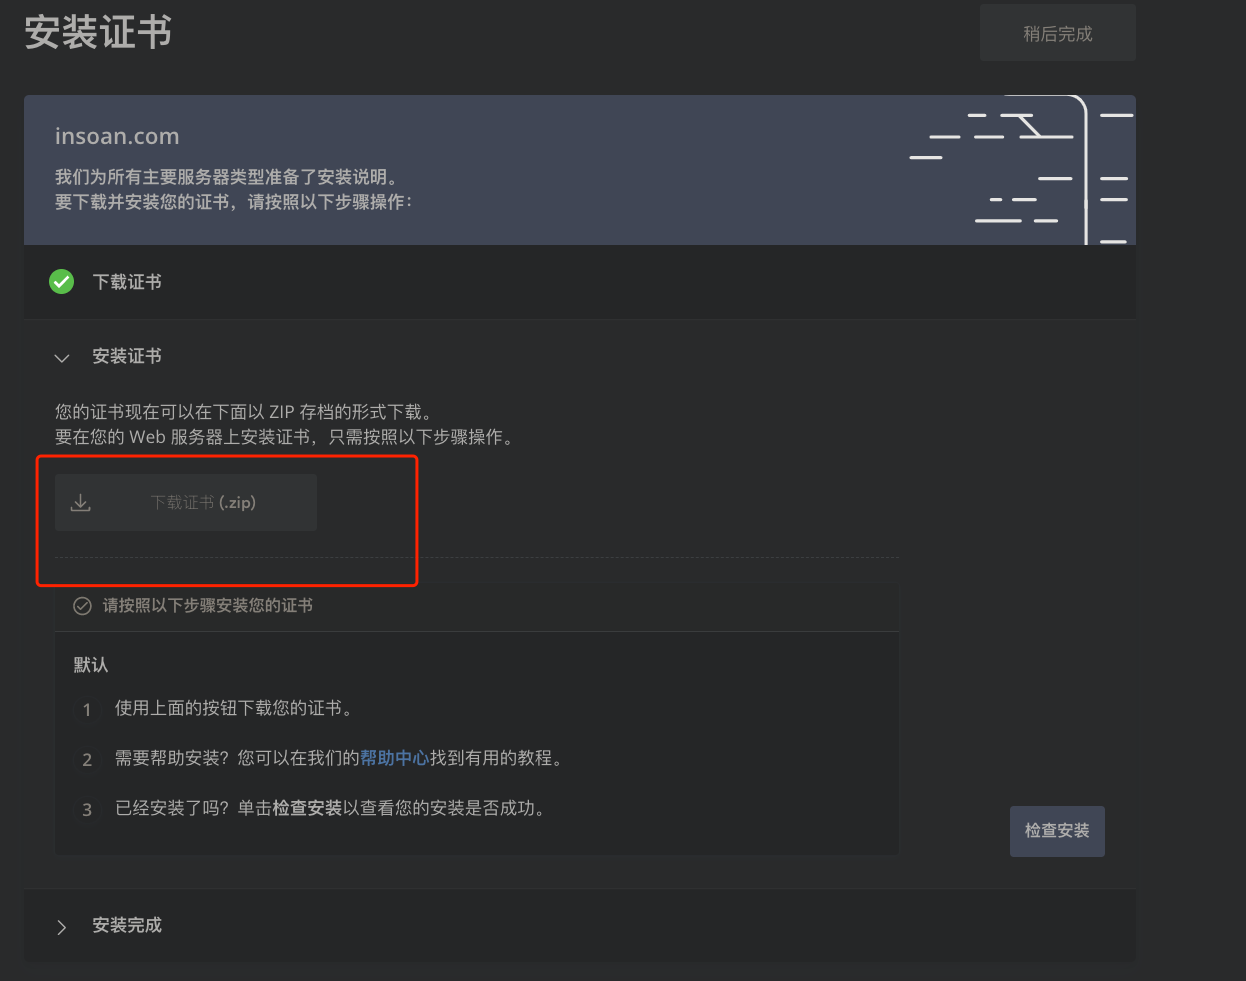 安装证书
稍后完成
insoan.com
我们为所有主要服务器类型准备了安装说明。
要下载并安装您的证书，请按照以下步骤操作：
下载证书
安装证书
您的证书现在可以在下面以 ZIP 存档的形式下载。
要在您的 Web 服务器上安装证书，只需按照以下步骤操作。
下载证书 (.zip)
请按照以下步骤安装您的证书
默认
1 使用上面的按钮下载您的证书。
2 需要帮助安装？您可以在我们的帮助中心找到有用的教程。
3 已经安装了吗？单击检查安装以查看您的安装是否成功。
检查安装
安装完成